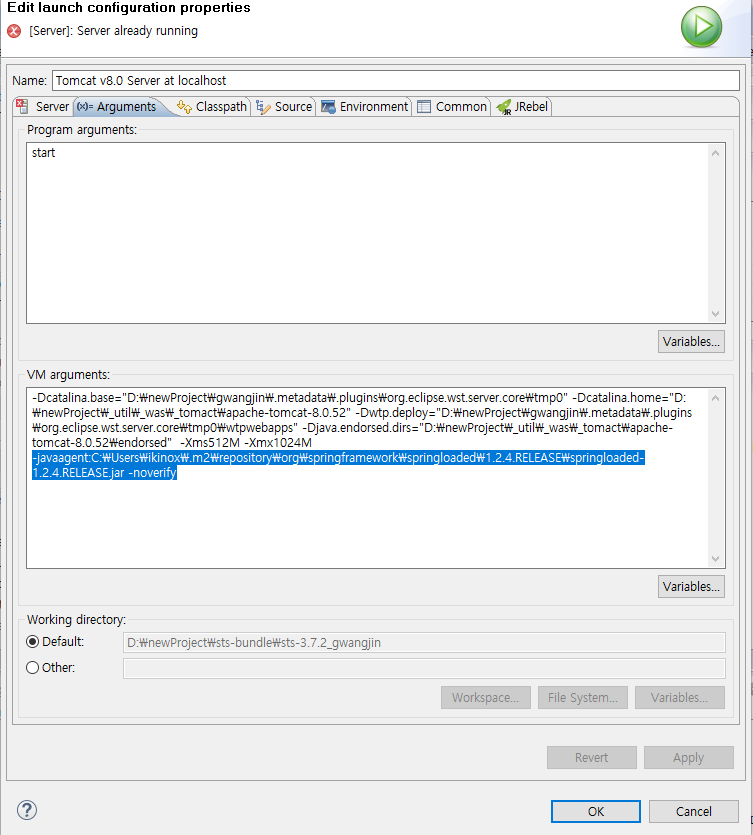 Edit launch configuration properties
[Server]: Server already running
Name: Tomcat v8.0 Server at localhost
Server (x)= Arguments Classpath Source Environment Common JRebel
Program arguments:
start
Variables...
VM arguments:
-Dcatalina.base="D:₩newProject₩gwangjin₩.metadata₩.plugins₩org.eclipse.wst.server.core₩tmp0" -Dcatalina.home="D:
₩newProject₩_util₩_was₩_tomact₩apache-tomcat-8.0.52" -Dwtp.deploy="D:₩newProject₩gwangjin₩.metadata₩.plugins
₩org.eclipse.wst.server.core₩tmp0₩wtpwebapps" -Djava.endorsed.dirs="D:₩newProject₩_util₩_was₩_tomact₩apache-
tomcat-8.0.52₩endorsed" -Xms512M -Xmx1024M
-javaagent:C:₩Users₩ikinox₩.m2₩repository₩org₩springframework₩springloaded₩1.2.4.RELEASE₩springloaded-
1.2.4.RELEASE.jar -noverify
Variables...
Working directory:
Default: D:₩newProject₩sts-bundle₩sts-3.7.2_gwangjin
Other:
Workspace... File System... Variables...
Revert Apply
OK Cancel